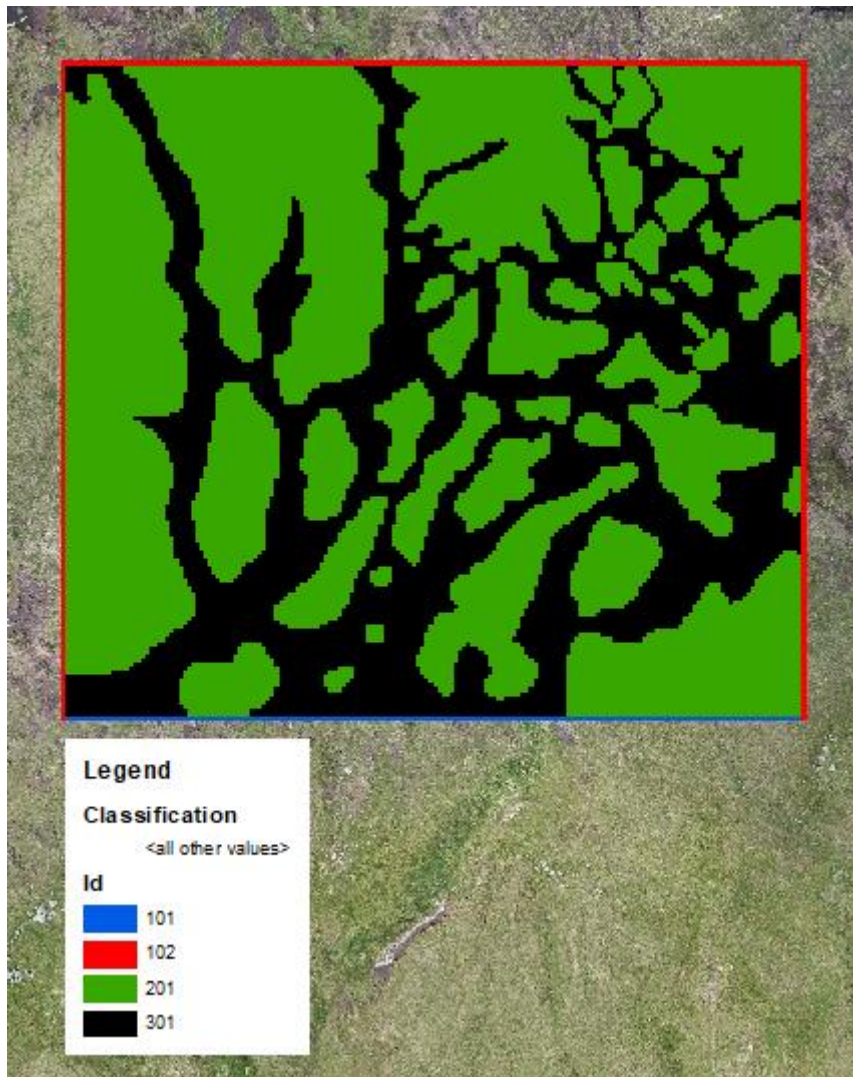 Legend
Classification
<all other values>
Id
101
102
201
301